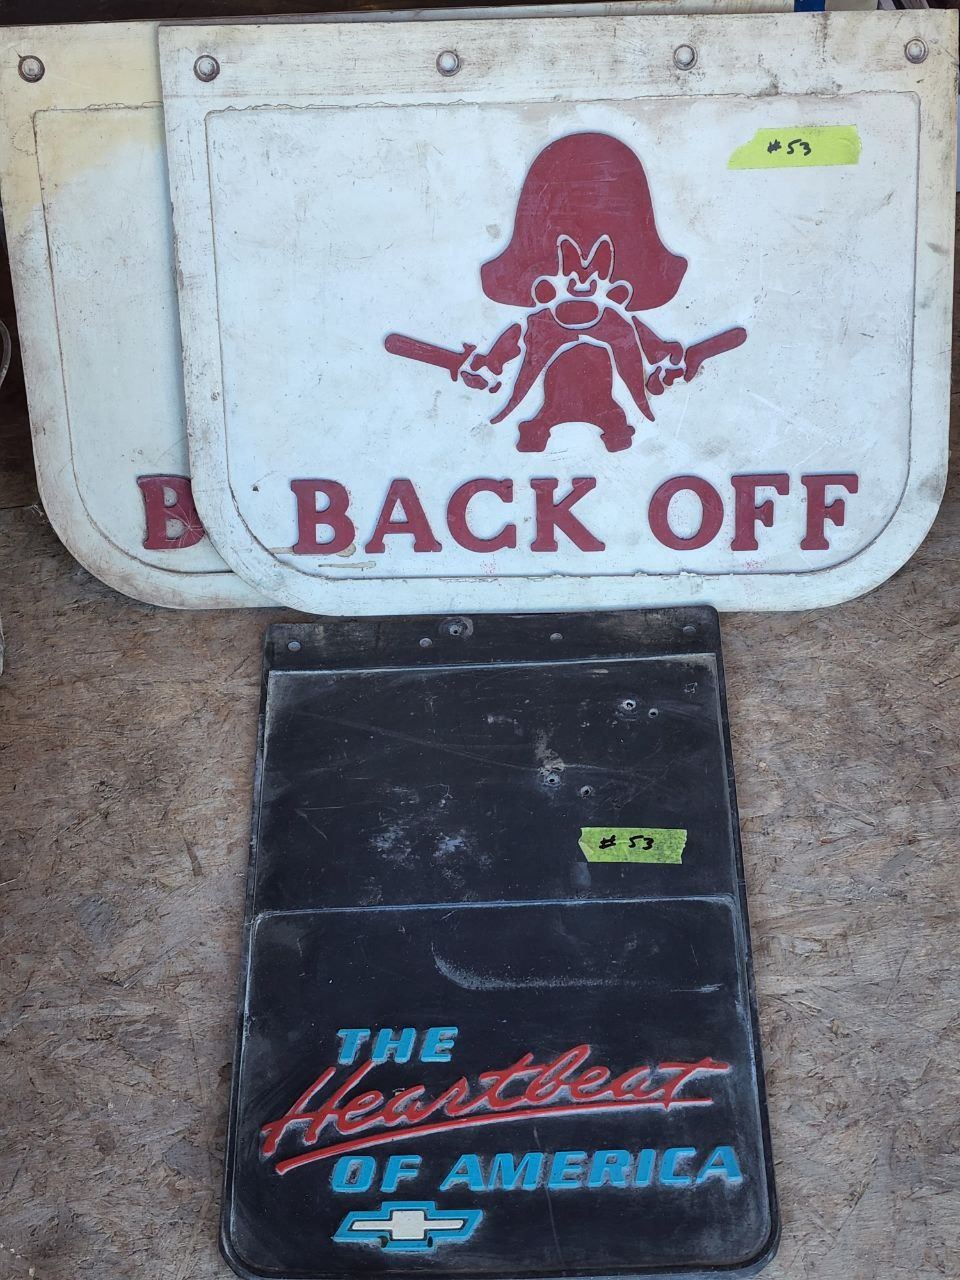 #53
B
BACK OFF
# 53
THE
Heartbeat
OF AMERICA